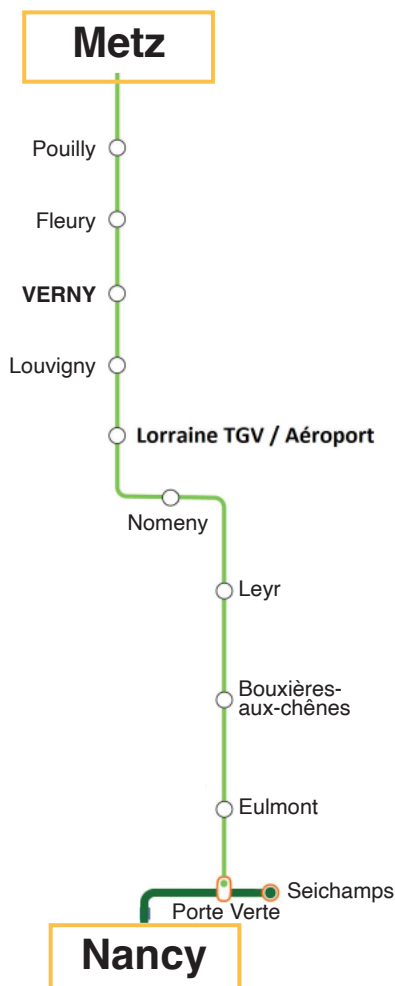 Metz
Pouilly
Fleury
VERNY
Louvigny
Lorraine TGV / Aéroport
Nomeny
Leyr
Bouxières-
aux-chênes
Eulmont
Seichamps
Porte Verte
Nancy